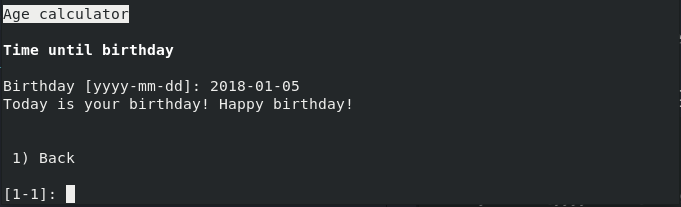 Age calculator
Time until birthday
Birthday [yyyy-mm-dd]: 2018-01-05
Today is your birthday! Happy birthday!
1) Back
[1-1]: